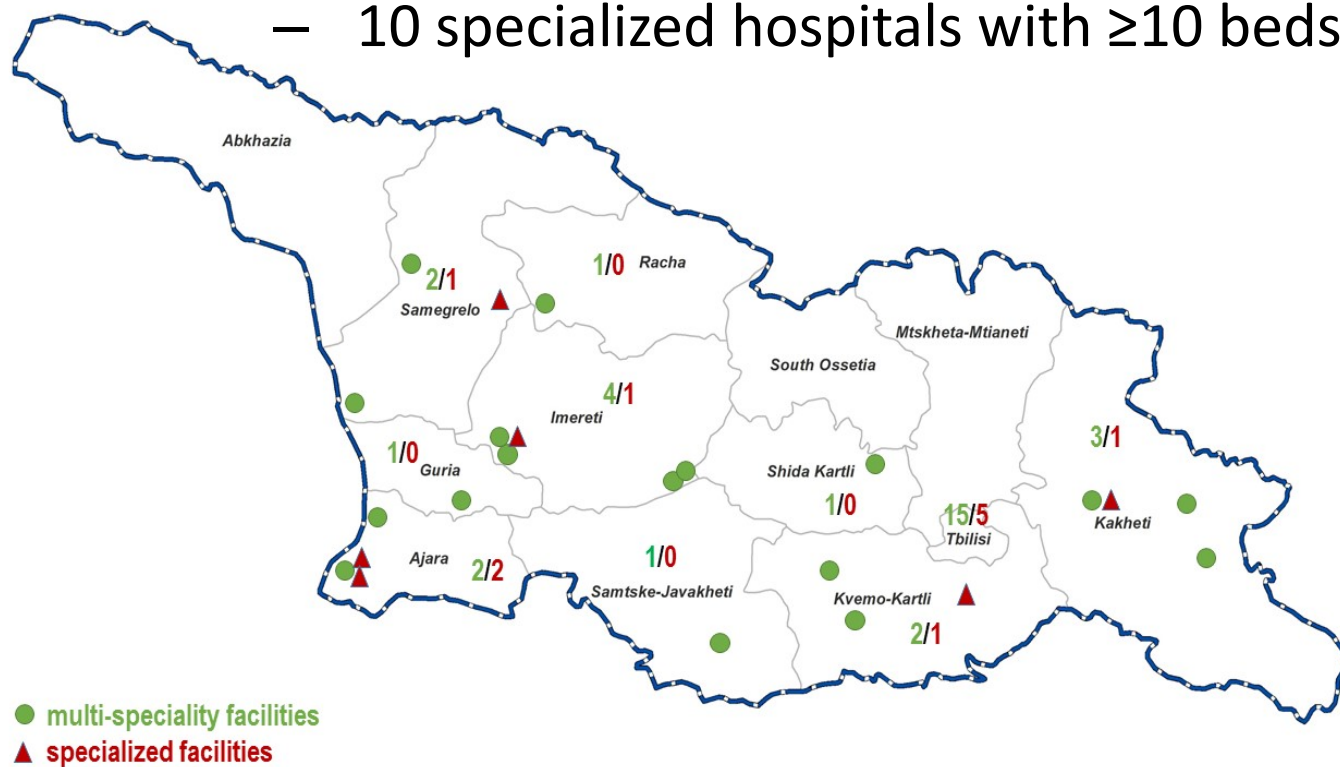 – 10 specialized hospitals with ≥10 beds
Abkhazia
2/1
Samegrelo
1/0 Racha
Mtskheta-Mtianeti
South Ossetia
4/1
Imereti
3/1
Kakheti
1/0
Guria
Shida Kartli
1/0
15/5
Tbilisi
Ajara 2/2
1/0
Samtske-Javakheti
Kvemo-Kartli
2/1
multi-speciality facilities
specialized facilities